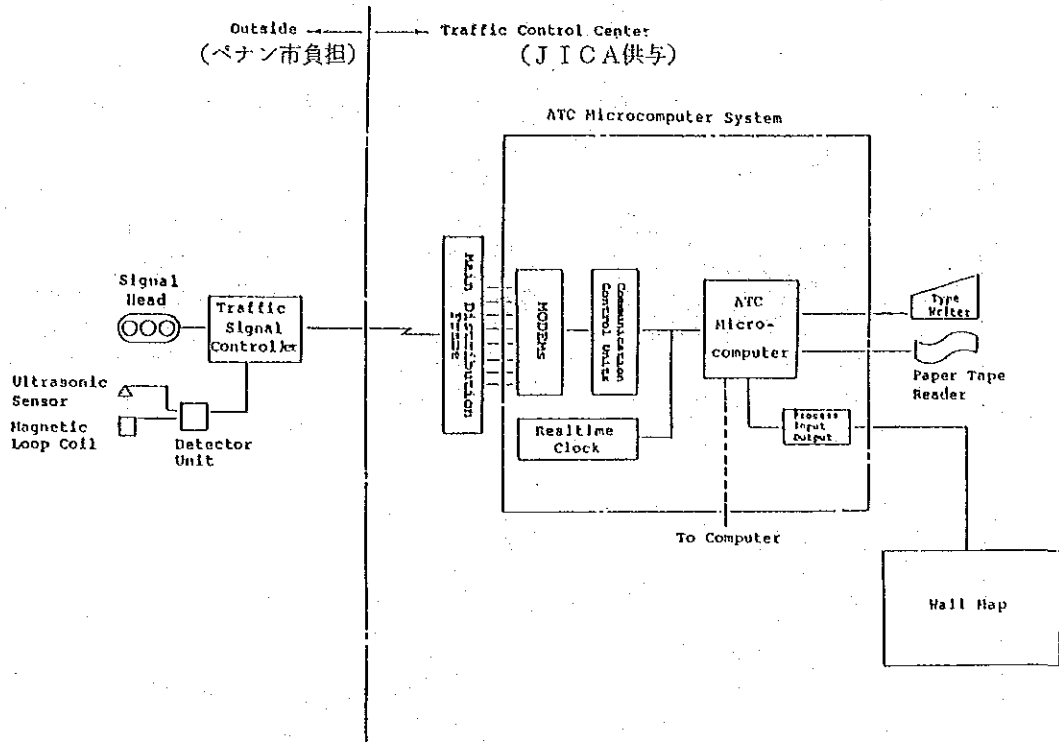 Outside
Traffic Control Center
(ペナン市負担)
(ＪＩＣＡ供与)
ATC Microcomputer System
Signal
Head
Traffic
Signal
Controller
Ultrasonic
Sensor
Magnetic
Loop Coil
Detector
Unit
Main Distribution
Frame
MODEMS
Communication
Control Units
Realtime
Clock
ATC
Micro-
computer
Type
Writer
Paper Tape
Reader
Process
Input
Output
To Computer
Wall Map